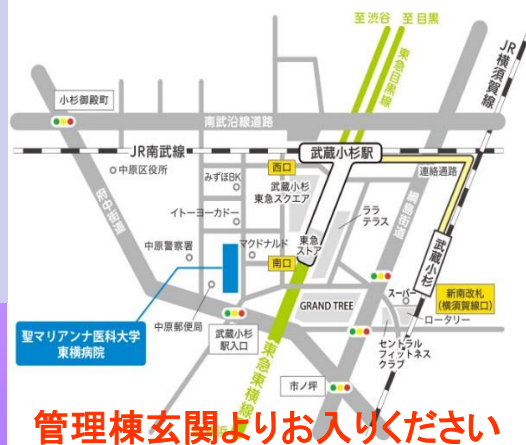 至渋谷 至目黒
東急目黒線
JR横須賀線
小杉御殿町
南武沿線道路
JR南武線
武蔵小杉駅
中原区役所
みずほBK
西口
連絡通路
武蔵小杉
東急スクエア
綱島街道
府中街道
イトーヨーカドー
ララ
テラス
東急
ストア
武蔵小杉
中原警察署
マクドナルド
南口
スーパー
新南改札
(横須賀線口)
GRAND TREE
ロータリー
聖マリアンナ医科大学
東横病院
中原郵便局
武蔵小杉
駅入口
セントラル
フィットネス
クラブ
東急東横線
市ノ坪
管理棟玄関よりお入りください